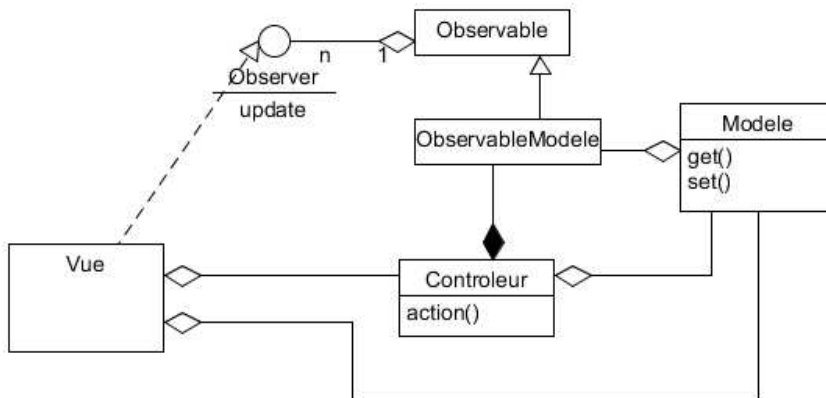 Observable
n
1
Observer
update
ObservableModele
Modele
get()
set()
Vue
Controleur
action()